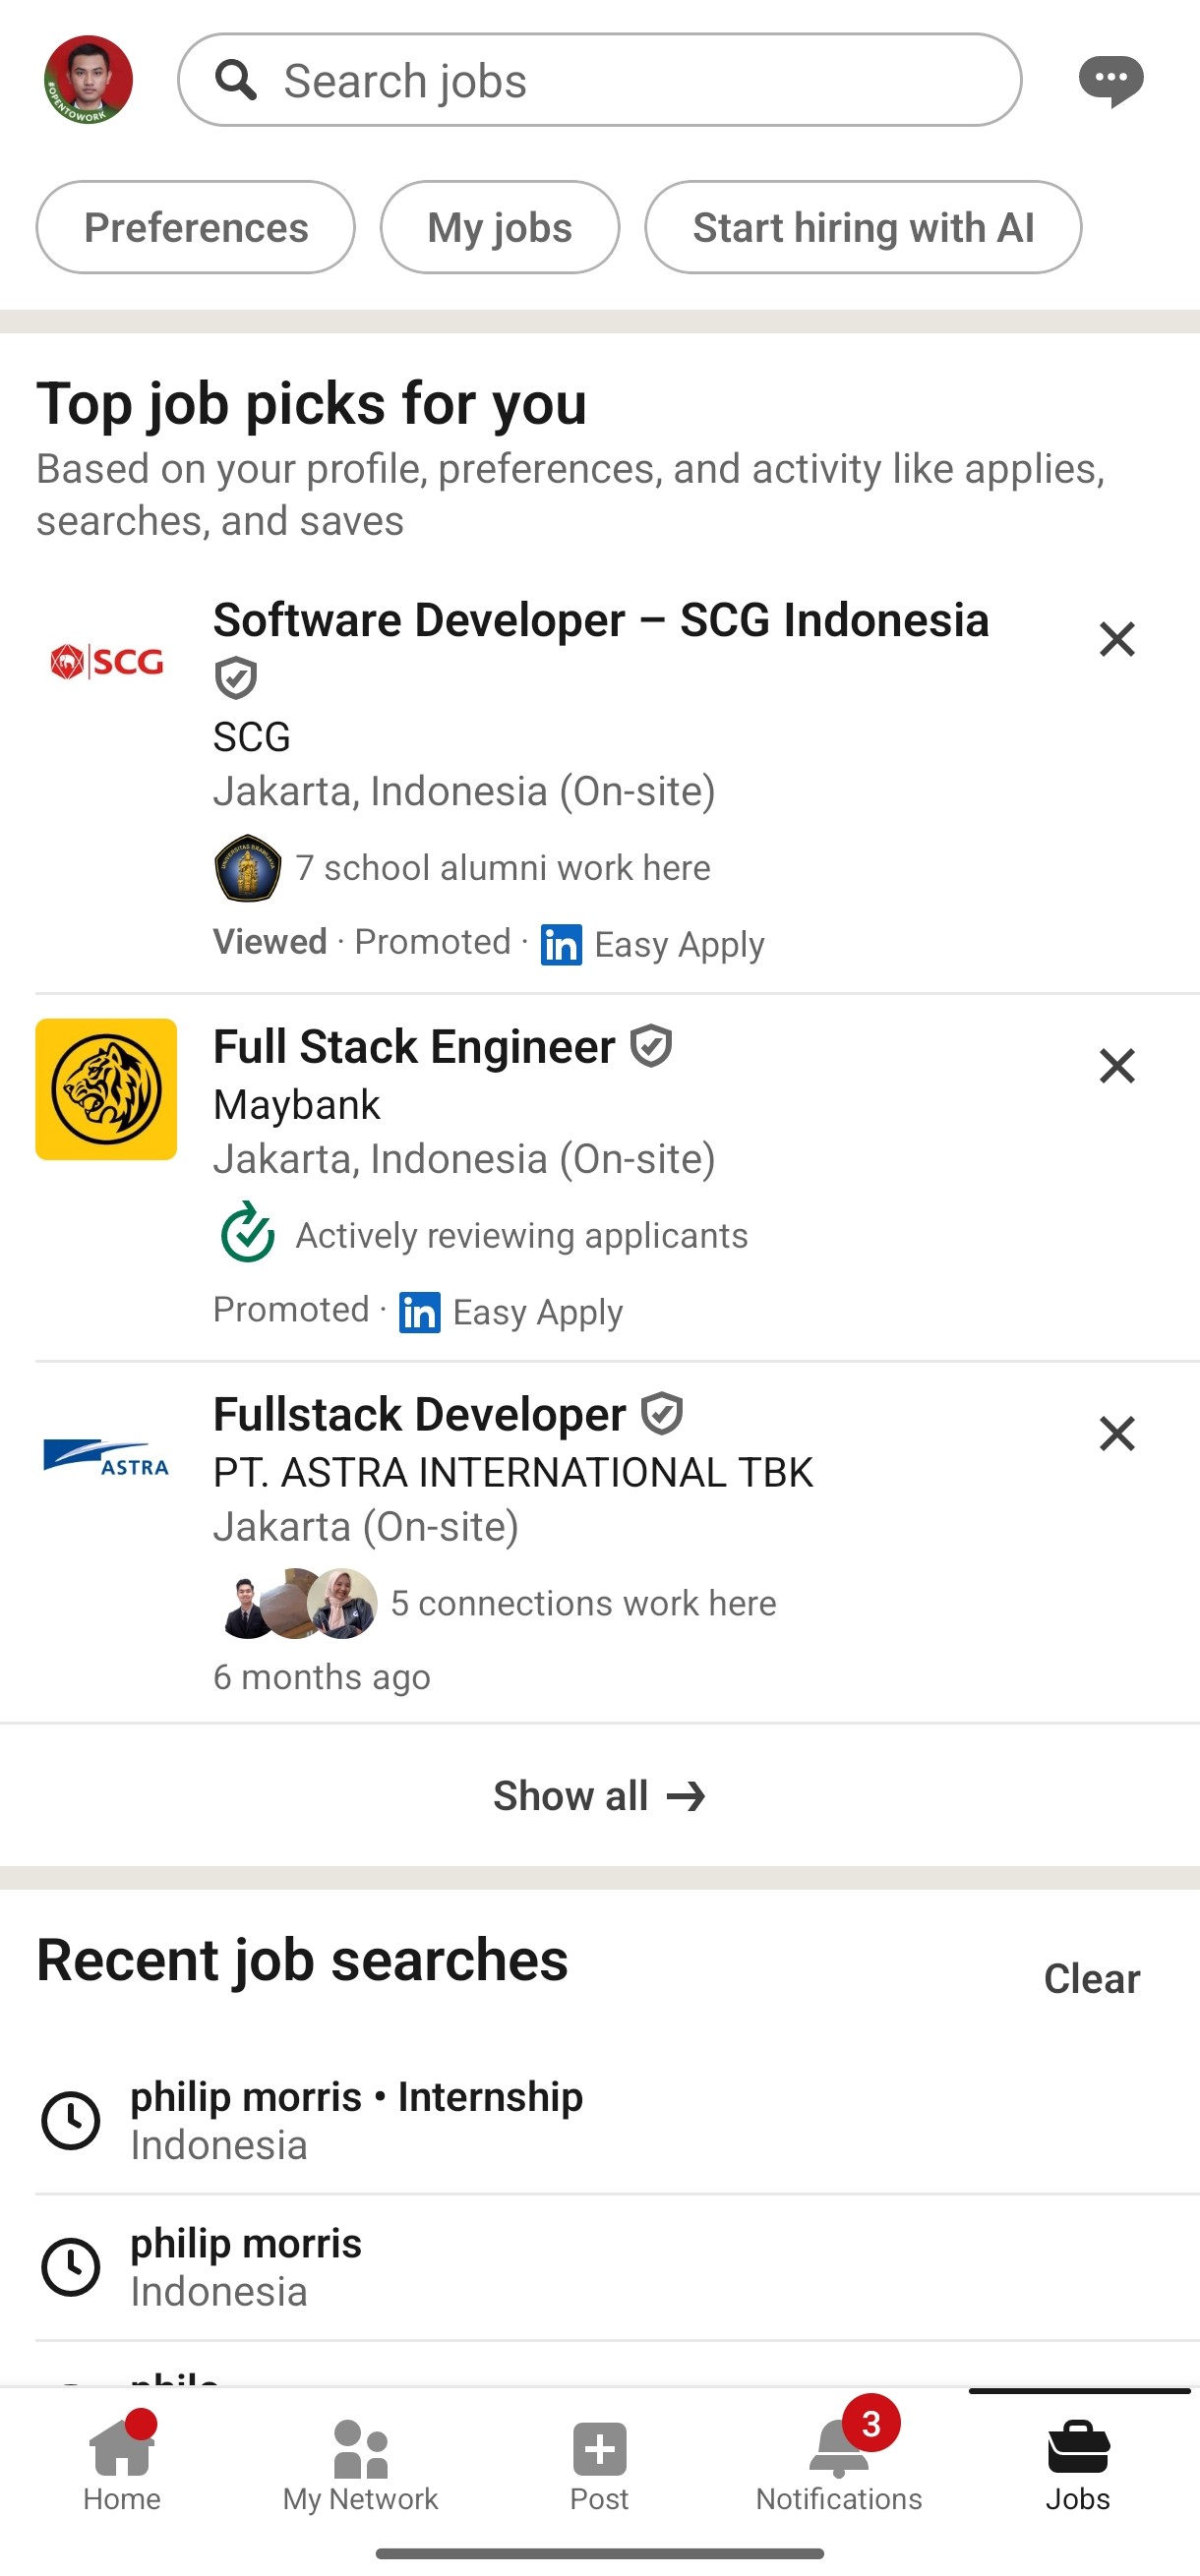 #OPENTOWORK
Search jobs
Preferences
My jobs
Start hiring with AI
Top job picks for you
Based on your profile, preferences, and activity like applies,
searches, and saves
SCG
Software Developer – SCG Indonesia
SCG
Jakarta, Indonesia (On-site)
UNIVERSITAS BRAWIJAYA
7 school alumni work here
Viewed · Promoted · in Easy Apply
Full Stack Engineer
Maybank
Jakarta, Indonesia (On-site)
Actively reviewing applicants
Promoted · in Easy Apply
ASTRA
Fullstack Developer
PT. ASTRA INTERNATIONAL TBK
Jakarta (On-site)
5 connections work here
6 months ago
Show all →
Recent job searches
Clear
philip morris • Internship
Indonesia
philip morris
Indonesia
3
Home
My Network
Post
Notifications
Jobs